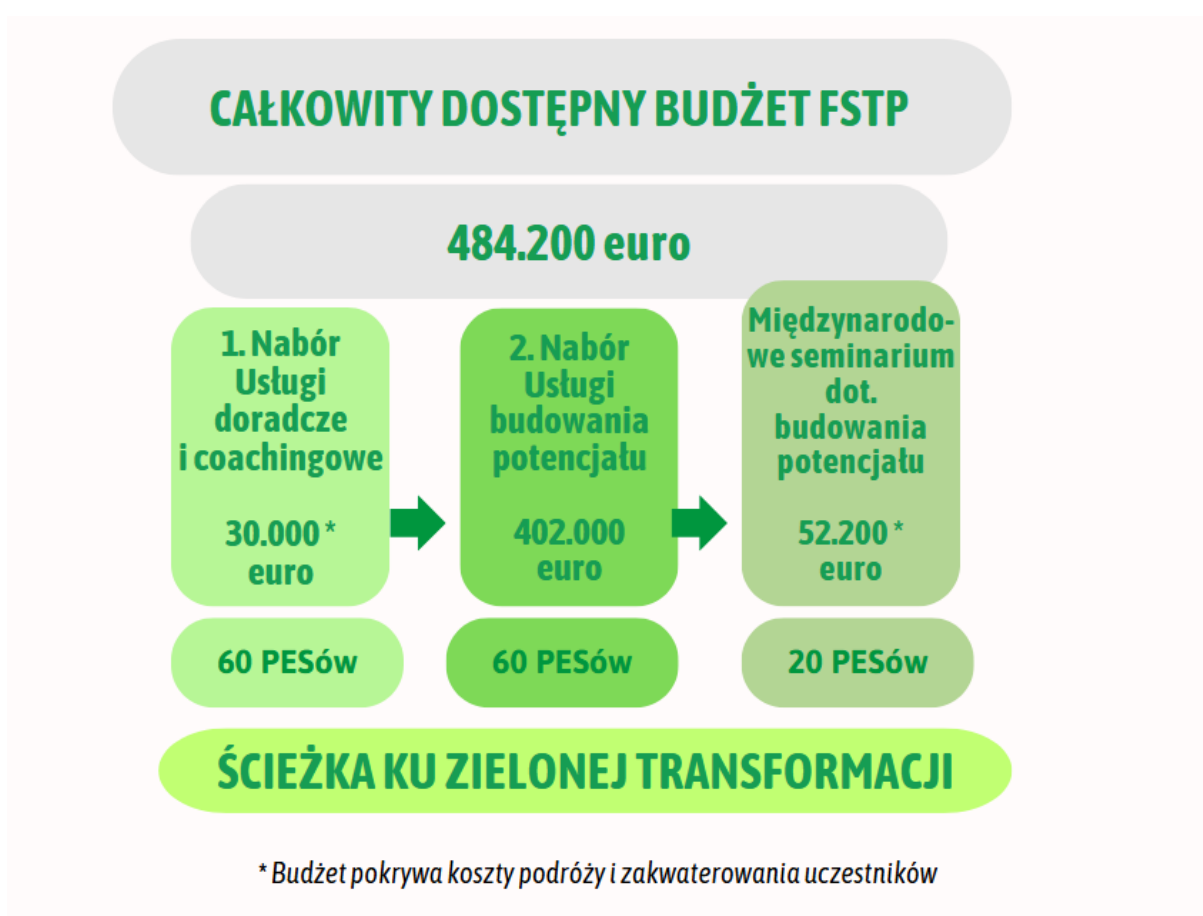 CAŁKOWITY DOSTĘPNY BUDŻET FSTP
484.200 euro
1. Nabór
Usługi
doradcze
i coachingowe
30.000 *
euro
60 PESów
2. Nabór
Usługi
budowania
potencjału
402.000
euro
60 PESów
Międzynarodo-
we seminarium
dot.
budowania
potencjału
52.200 *
euro
20 PESów
ŚCIEŻKA KU ZIELONEJ TRANSFORMACJI
* Budżet pokrywa koszty podróży i zakwaterowania uczestników